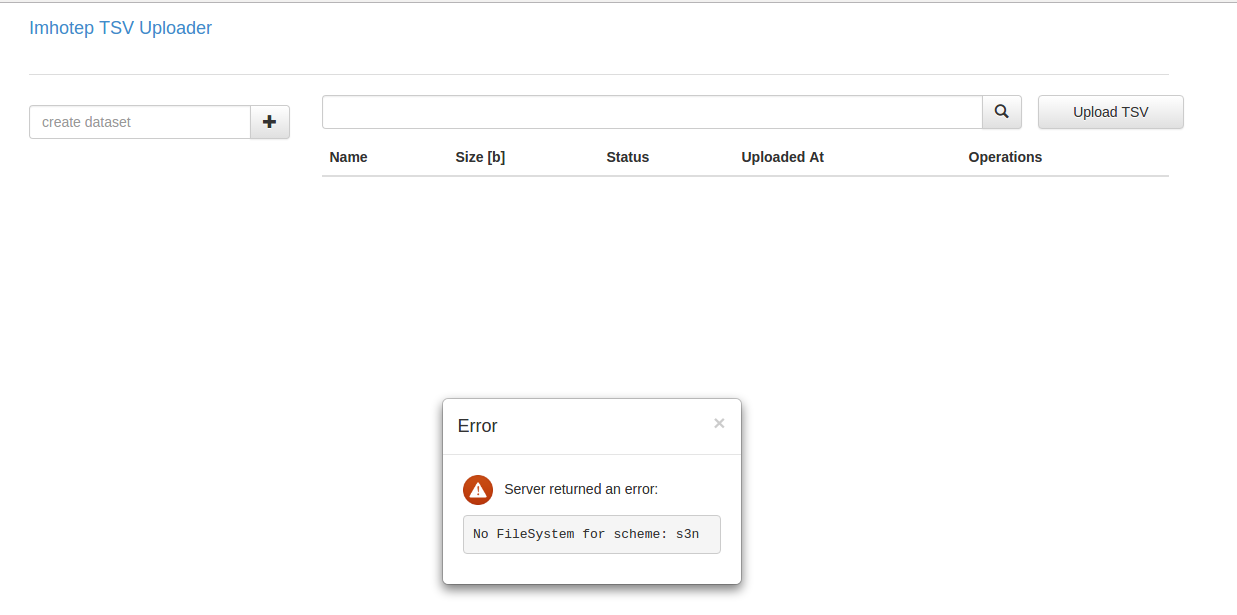 Imhotep TSV Uploader
create dataset
Upload TSV
Name Size [b] Status Uploaded At Operations
Error
Server returned an error:
No FileSystem for scheme: s3n